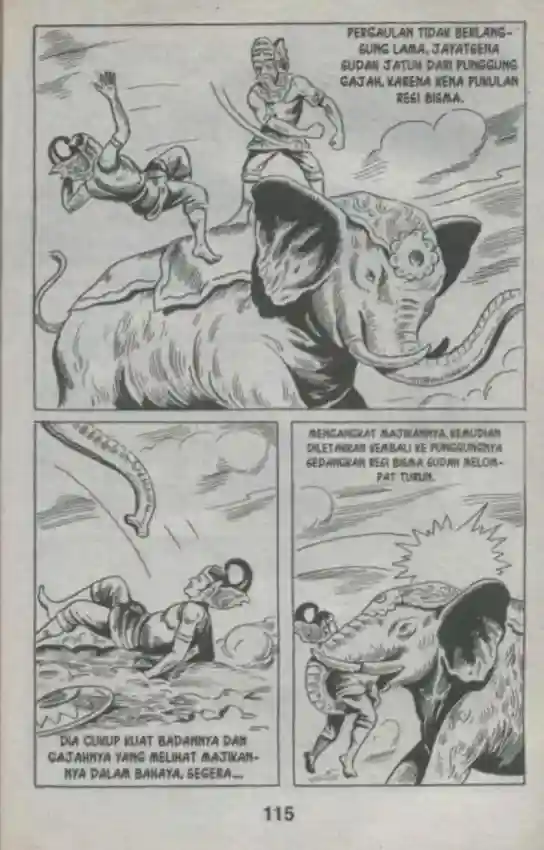 PERGAULAN TIDAK BERLANG-
SUNG LAMA, JAYATSENA
SUDAH JATUH DARI PUNGGUNG
GAJAH, KARENA KENA PUKULAN
RESI BISMA.
MENGANGKAT MAJIKANNYA, KEMUDIAN
DILETAKKAN KEMBALI KE PUNGGUNGNYA
SEDANGKAN RESI BISMA SUDAH MELOM-
PAT TURUN.
DIA CUKUP KUAT BADANNYA DAN
GAJAHNYA YANG MELIHAT MAJIKAN-
NYA DALAM BAHAYA, SEGERA...
115